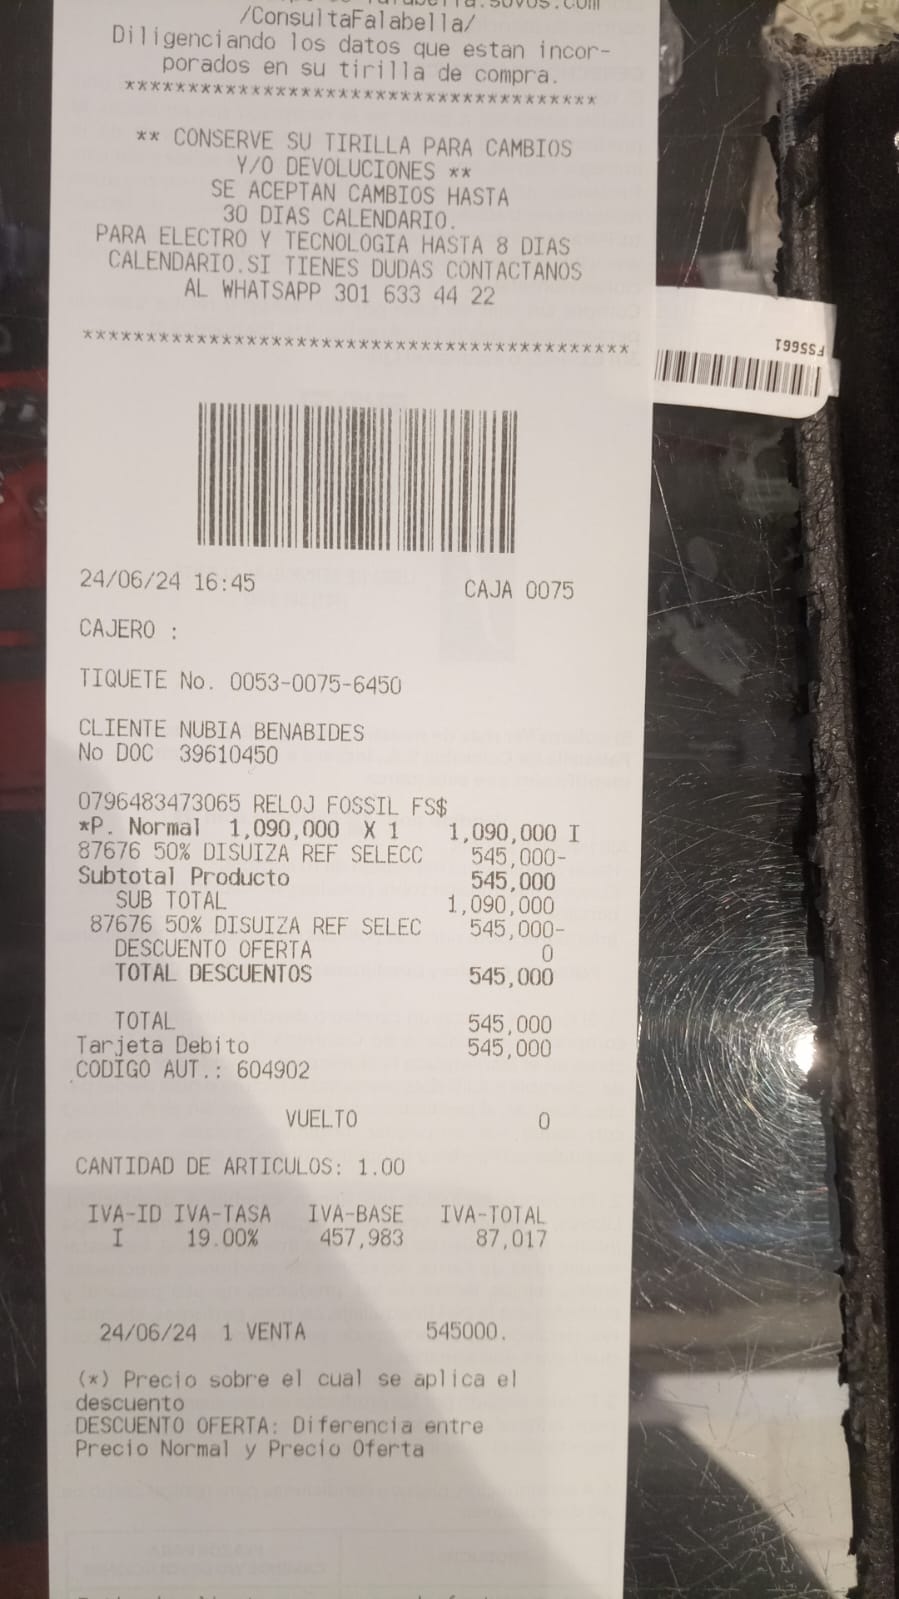 /ConsultaFalabella/
Diligenciando los datos que estan incor-
porados en su tirilla de compra.
*************************************
** CONSERVE SU TIRILLA PARA CAMBIOS
Y/O DEVOLUCIONES **
SE ACEPTAN CAMBIOS HASTA
30 DIAS CALENDARIO.
PARA ELECTRO Y TECNOLOGIA HASTA 8 DIAS
CALENDARIO.SI TIENES DUDAS CONTACTANOS
AL WHATSAPP 301 633 44 22
*******************************************
FS5661
24/06/24 16:45 CAJA 0075
CAJERO :
TIQUETE No. 0053-0075-6450
CLIENTE NUBIA BENABIDES
No DOC 39610450
0796483473065 RELOJ FOSSIL FS$
*P. Normal 1,090,000 X 1 1,090,000 I
87676 50% DISUIZA REF SELECC 545,000-
Subtotal Producto 545,000
SUB TOTAL 1,090,000
87676 50% DISUIZA REF SELEC 545,000-
DESCUENTO OFERTA 0
TOTAL DESCUENTOS 545,000
TOTAL 545,000
Tarjeta Debito 545,000
CODIGO AUT.: 604902
VUELTO 0
CANTIDAD DE ARTICULOS: 1.00
IVA-ID IVA-TASA IVA-BASE IVA-TOTAL
I 19.00% 457,983 87,017
24/06/24 1 VENTA 545000.
(*) Precio sobre el cual se aplica el
descuento
DESCUENTO OFERTA: Diferencia entre
Precio Normal y Precio Oferta